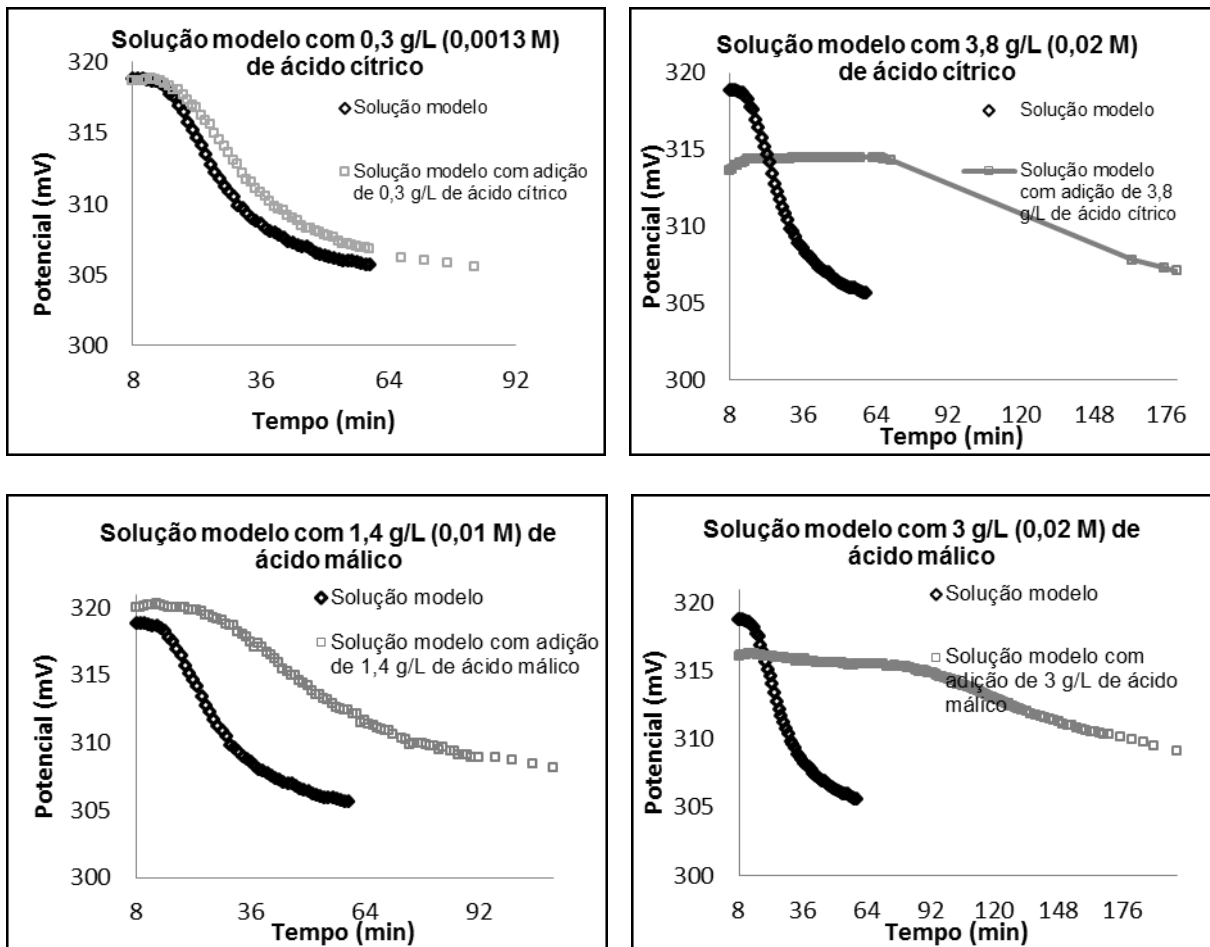 Solução modelo com 0,3 g/L (0,0013 M)
de ácido cítrico
320
315
310
305
300
Potencial (mV)
Solução modelo
Solução modelo com adição
de 0,3 g/L de ácido cítrico
8 36 64 92
Tempo (min)
Solução modelo com 3,8 g/L (0,02 M)
de ácido cítrico
320
315
310
305
300
Potencial (mV)
Solução modelo
Solução modelo
com adição de 3,8
g/L de ácido cítrico
8 36 64 92 120 148 176
Tempo (min)
Solução modelo com 1,4 g/L (0,01 M) de
ácido málico
320
315
310
305
300
Potencial (mV)
Solução modelo
Solução modelo com adição
de 1,4 g/L de ácido málico
8 36 64 92
Tempo (min)
Solução modelo com 3 g/L (0,02 M) de
ácido málico
320
315
310
305
300
Potencial (mV)
Solução modelo
Solução modelo com
adição de 3 g/L de ácido
málico
8 36 64 92 120 148 176
Tempo (min)